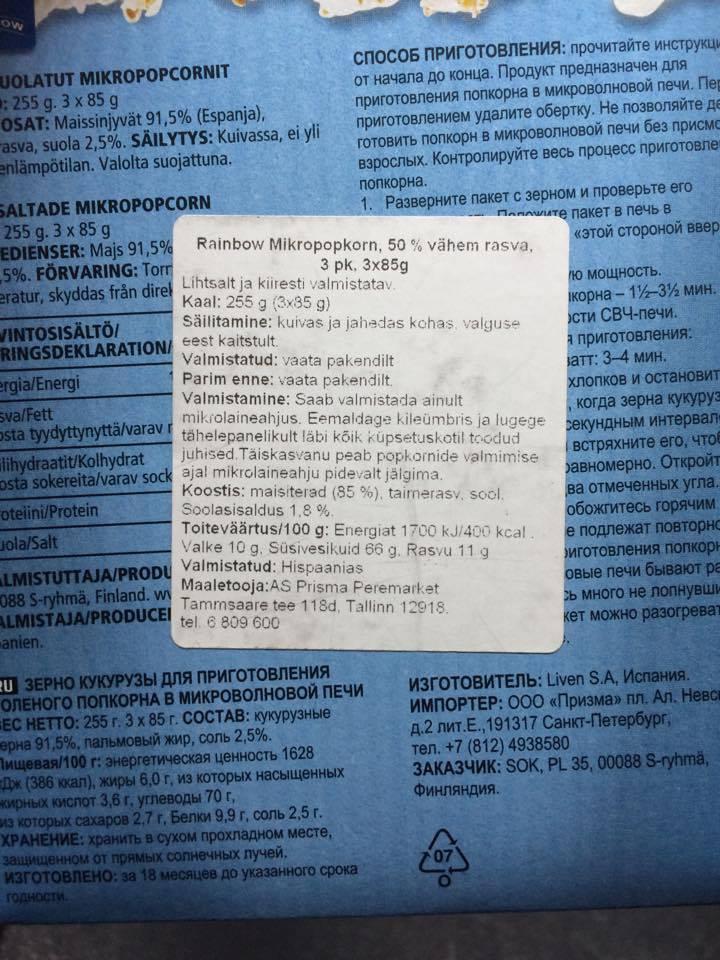 OW
UOLATUT MIKROPOPCORNIT
: 255 g. 3 x 85 g
OSAT: Maissinjyvät 91,5% (Espanja),
asva, suola 2,5%. SÄILYTYS: Kuivassa, ei yli
enlämpötilan. Valolta suojattuna.
SALTADE MIKROPOPCORN
255 g. 3 x 85 g
EDIENSER: Majs 91,5%
,5%. FÖRVARING: Torr
eratur, skyddas från direk
VINTOSISÄLTÖ/
RINGSDEKLARATION/
ergia/Energi
sva/Fett
osta tyydyttynyttä/varav
ilihydraatit/Kolhydrat
osta sokereita/varav sock
oteiini/Protein
uola/Salt
ALMISTUTTAJA/PRODU
088 S-ryhmä, Finland. wv
ALMISTAJA/PRODUCE
panien.
СПОСОБ ПРИГОТОВЛЕНИЯ: прочитайте инструкци
от начала до конца. Продукт предназначен для
приготовления попкорна в микроволновой печи. Пер
приготовлением удалите обертку. Не позволяйте де
готовить попкорн в микроволновой печи без присмо
взрослых. Контролируйте весь процесс приготовле
попкорна.
1. Разверните пакет с зерном и проверьте его
Положите пакет в печь в
«этой стороной ввер
ую мощность.
корна – 1½–3½ мин.
сти СВЧ-печи.
я приготовления:
ватт: 3–4 мин.
хлопков и остановит
, когда зерна кукуруз
секундным интервал
встряхните его, чтоб
равномерно. Откройт
ва отмеченных угла.
обожгитесь горячим
е подлежат повторно
иготовления попкорн
овые печи бывают ра
сь много не лопнувши
кет можно разогреват
Rainbow Mikropopkorn, 50 % vähem rasva,
3 pk, 3x85g
Lihtsalt ja kiiresti valmistatav.
Kaal: 255 g (3x85 g)
Säilitamine: kuivas ja jahedas kohas, valguse
eest kaitstult.
Valmistatud: vaata pakendilt
Parim enne: vaata pakendilt.
Valmistamine: Saab valmistada ainult
mikrolaineahjus. Eemaldage kileümbris ja lugege
tähelepanelikult läbi kõik küpsetuskotil toodud
juhised.Täiskasvanu peab popkornide valmimise
ajal mikrolaineahju pidevalt jälgima.
Koostis: maisiterad (85 %), taimerasv, sool.
Soolasisaldus 1,8 %.
Toiteväärtus/100 g: Energiat 1700 kJ/400 kcal .
Valke 10 g, Süsivesikuid 66 g, Rasvu 11 g
Valmistatud: Hispaanias
Maaletooja:AS Prisma Peremarket
Tammsaare tee 118d, Tallinn 12918.
tel. 6 809 600
RU ЗЕРНО КУКУРУЗЫ ДЛЯ ПРИГОТОВЛЕНИЯ
ОЛЕНОГО ПОПКОРНА В МИКРОВОЛНОВОЙ ПЕЧИ
ВЕС НЕТТО: 255 г. 3 x 85 г. СОСТАВ: кукурузные
ерна 91,5%, пальмовый жир, соль 2,5%.
Пищевая/100 г: энергетическая ценность 1628
кДж (386 ккал), жиры 6,0 г, из которых насыщенных
жирных кислот 3,6 г, углеводы 70 г,
из которых сахаров 2,7 г, Белки 9,9 г, соль 2,5 г.
ХРАНЕНИЕ: хранить в сухом прохладном месте,
защищенном от прямых солнечных лучей.
ИЗГОТОВЛЕНО: за 18 месяцев до указанного срока
годности.
ИЗГОТОВИТЕЛЬ: Liven S.A, Испания.
ИМПОРТЕР: ООО «Призма» пл. Ал. Невс
д.2 лит.Е.,191317 Санкт-Петербург,
тел. +7 (812) 4938580
ЗАКАЗЧИК: SOK, PL 35, 00088 S-ryhmä,
Финляндия.
07
O